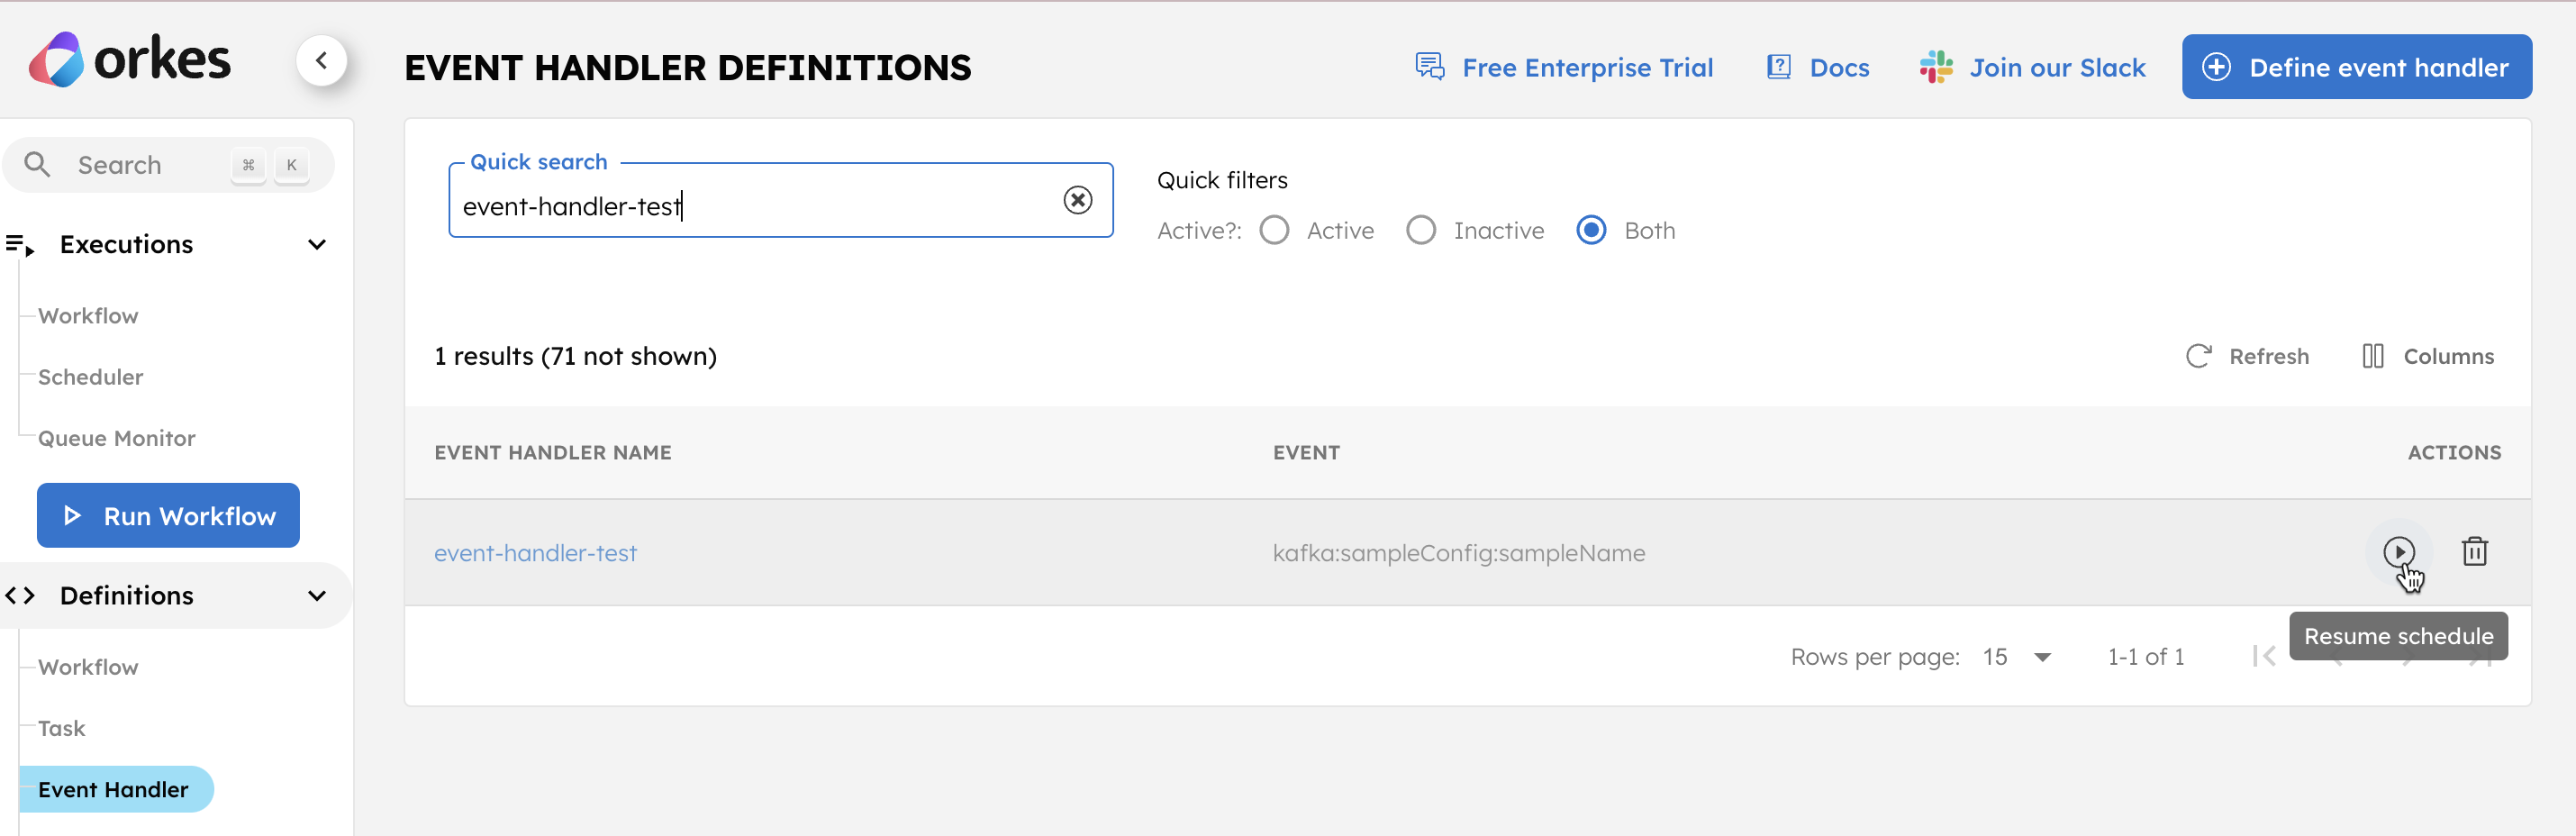 orkes
EVENT HANDLER DEFINITIONS
Free Enterprise Trial
Docs
Join our Slack
Define event handler
Search ⌘ K
Executions
Workflow
Scheduler
Queue Monitor
Run Workflow
Definitions
Workflow
Task
Event Handler
Quick search
event-handler-test
Quick filters
Active?: Active Inactive Both
1 results (71 not shown)
Refresh
Columns
EVENT HANDLER NAME EVENT ACTIONS
event-handler-test kafka:sampleConfig:sampleName
Resume schedule
Rows per page: 15 1-1 of 1